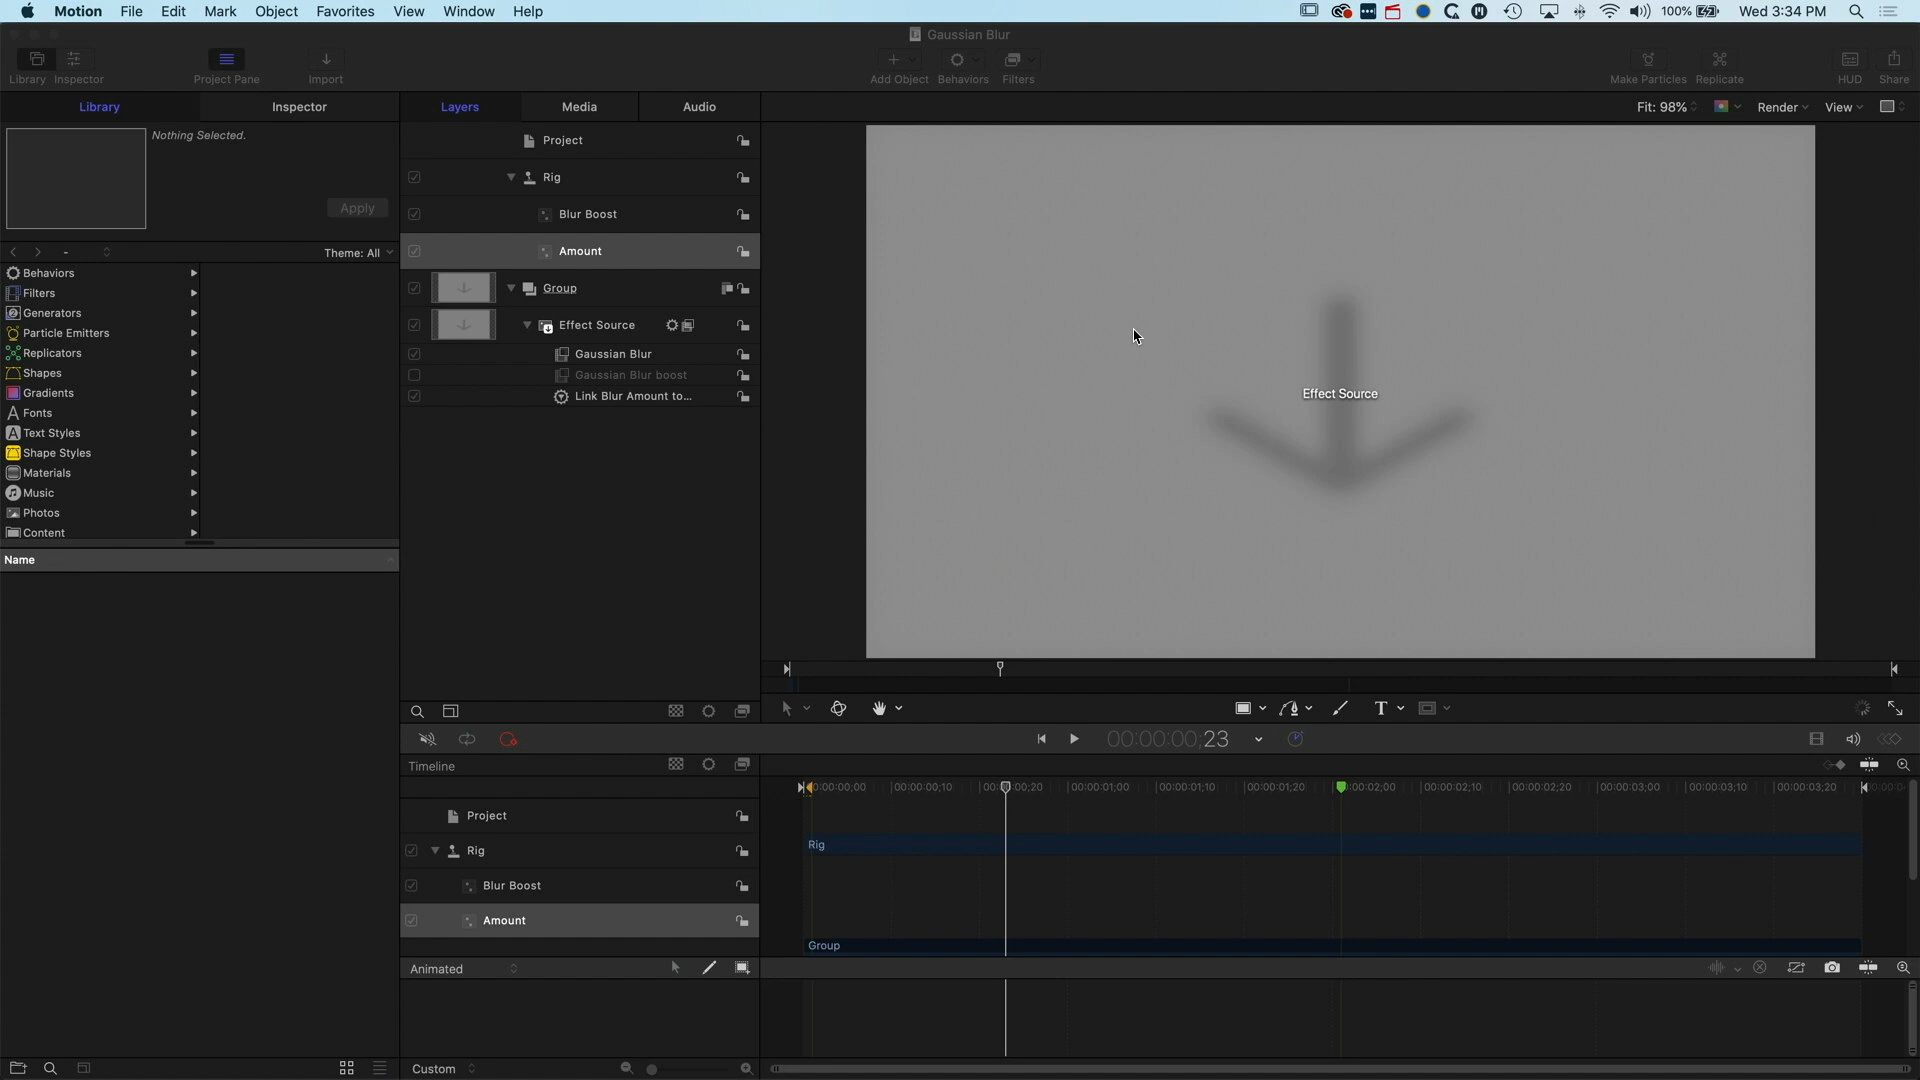 Motion File Edit Mark Object Favorites View Window Help 100% Wed 3:34 PM
Gaussian Blur
Library Inspector Project Pane Import Add Object Behaviors Filters Make Particles Replicate HUD Share
Library Inspector Layers Media Audio Fit: 98% Render View
Nothing Selected.
Apply
Theme: All
Behaviors
Filters
Generators
Particle Emitters
Replicators
Shapes
Gradients
Fonts
Text Styles
Shape Styles
Materials
Music
Photos
Content
Name
Project
Rig
Blur Boost
Amount
Group
Effect Source
Gaussian Blur
Gaussian Blur boost
Link Blur Amount to...
Effect Source
00:00:00;23
Timeline
0:00:00;00 00:00:00;10 00:00:00;20 00:00:01;00 00:00:01;10 00:00:01;20 00:02;00 00:00:02;10 00:00:02;20 00:00:03;00 00:00:03;10 00:00:03;20
Project
Rig
Blur Boost
Amount
Rig
Group
Animated
Custom